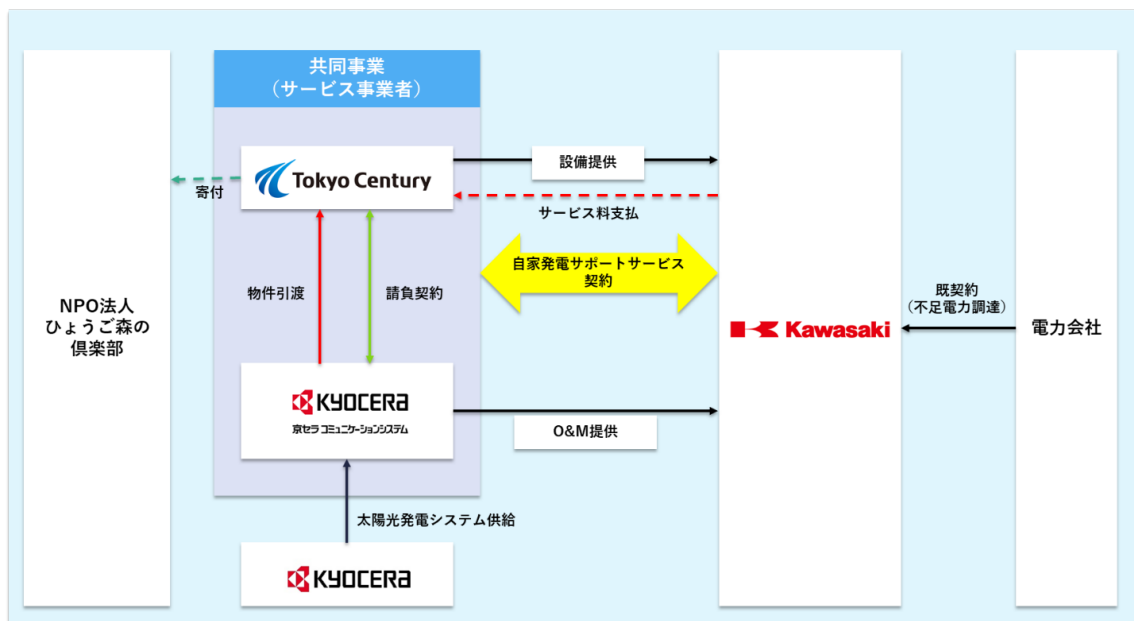 共同事業
（サービス事業者）
Tokyo Century
設備提供
寄付
サービス料支払
自家発電サポートサービス
契約
物件引渡
請負契約
NPO法人
ひょうご森の
倶楽部
Kawasaki
既契約
（不足電力調達）
電力会社
KYOCERA
京セラ コミュニケーションシステム
O&M提供
太陽光発電システム供給
KYOCERA